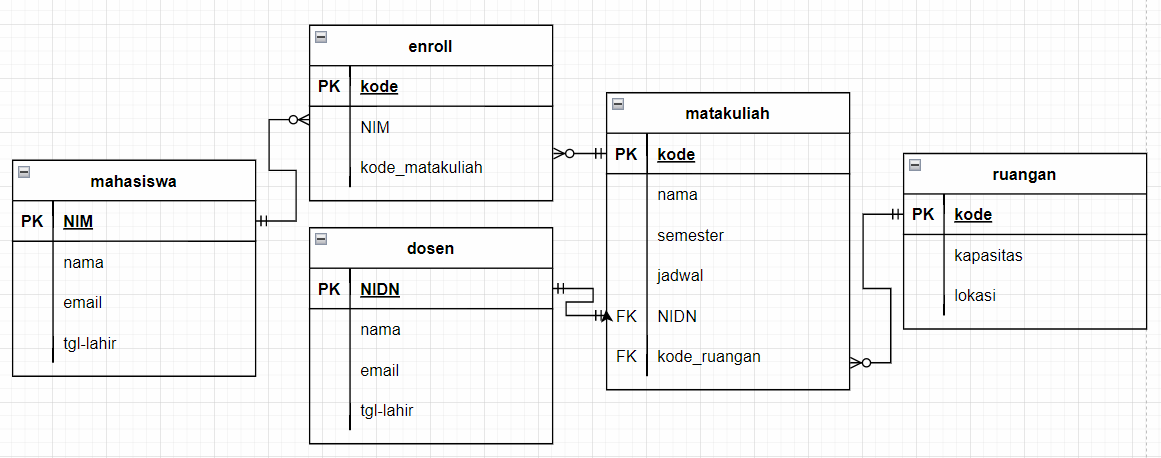 enroll
PK kode
NIM
kode_matakuliah
mahasiswa
PK NIM
nama
email
tgl-lahir
dosen
PK NIDN
nama
email
tgl-lahir
matakuliah
PK kode
nama
semester
jadwal
FK NIDN
FK kode_ruangan
ruangan
PK kode
kapasitas
lokasi